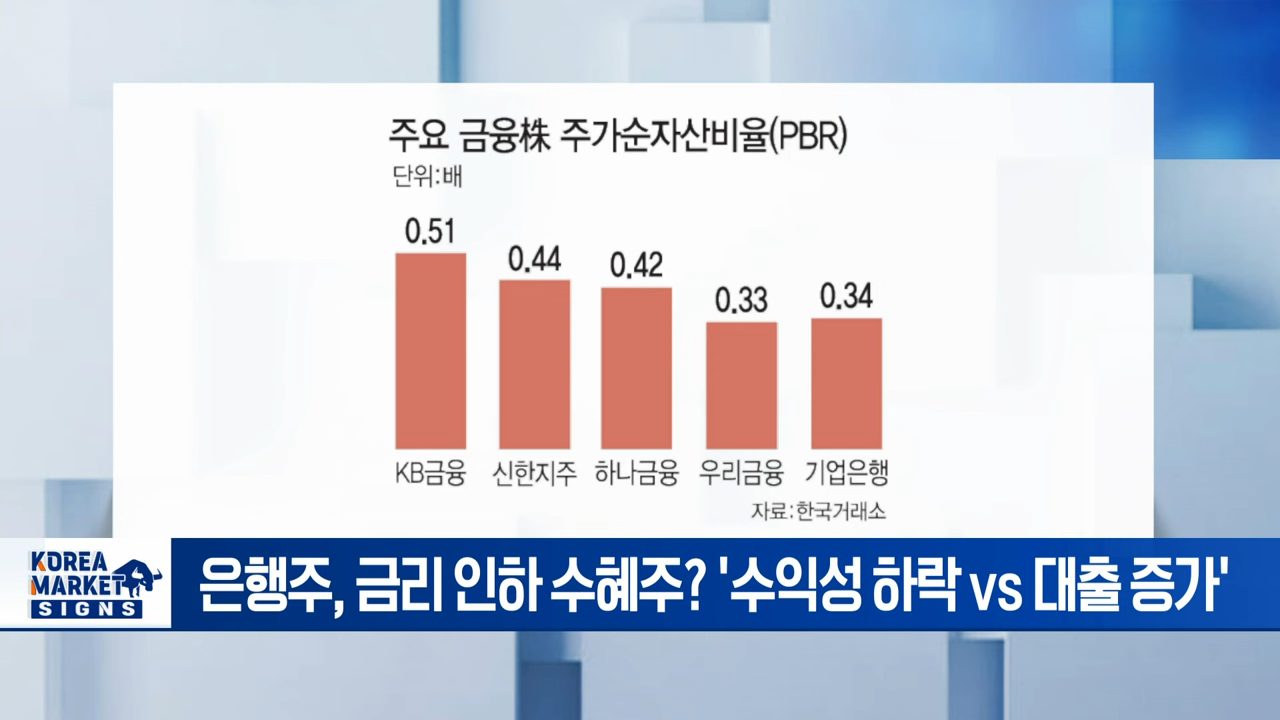 주요 금융株 주가순자산비율(PBR)
단위:배
0.51
0.44
0.42
0.33
0.34
KB금융
신한지주
하나금융
우리금융
기업은행
자료:한국거래소
KOREA
MARKET
SIGNS
은행주, 금리 인하 수혜주? '수익성 하락 vs 대출 증가'